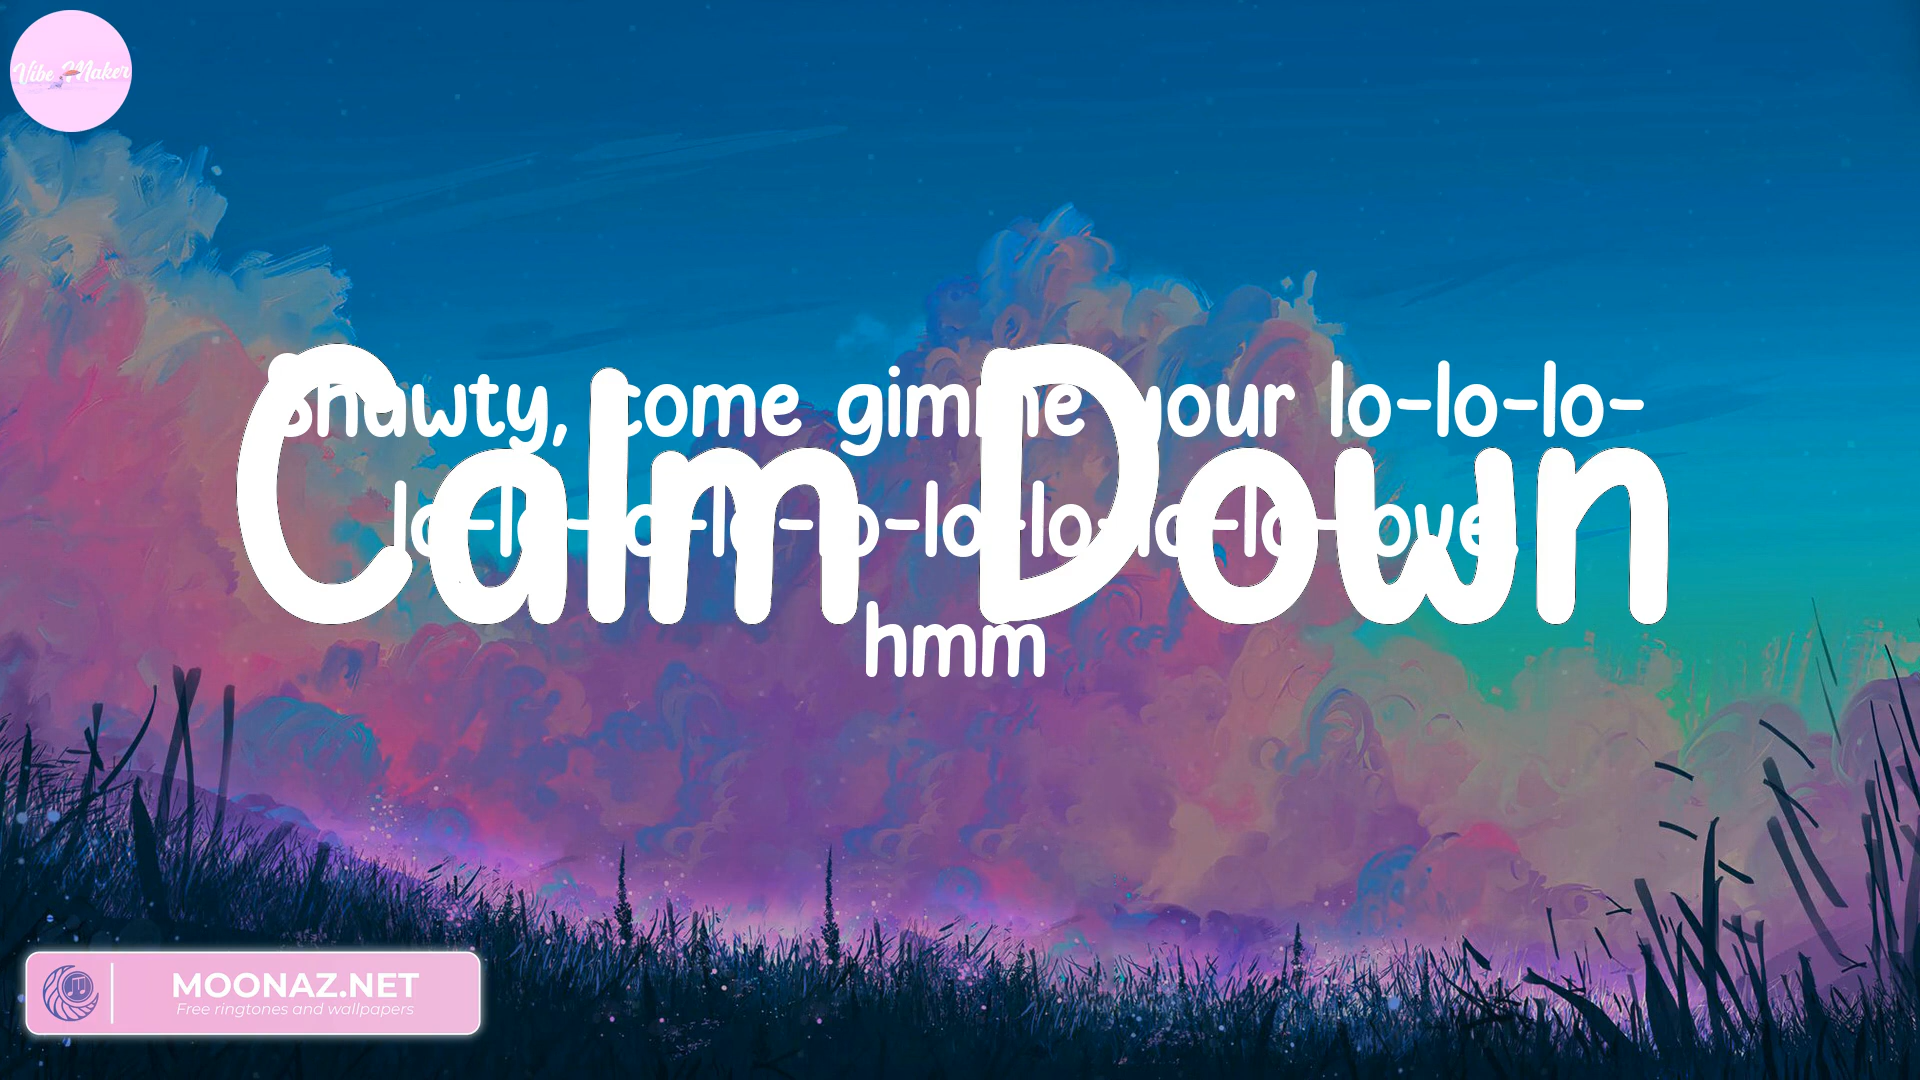 Vibe Maker
Calm Down
Shawty, come gimme your lo-lo-lo-
lo-lo-lo-lo-lo-lo-lo-lo-lo-love,
hmm
MOONAZ.NET
Free ringtones and wallpapers